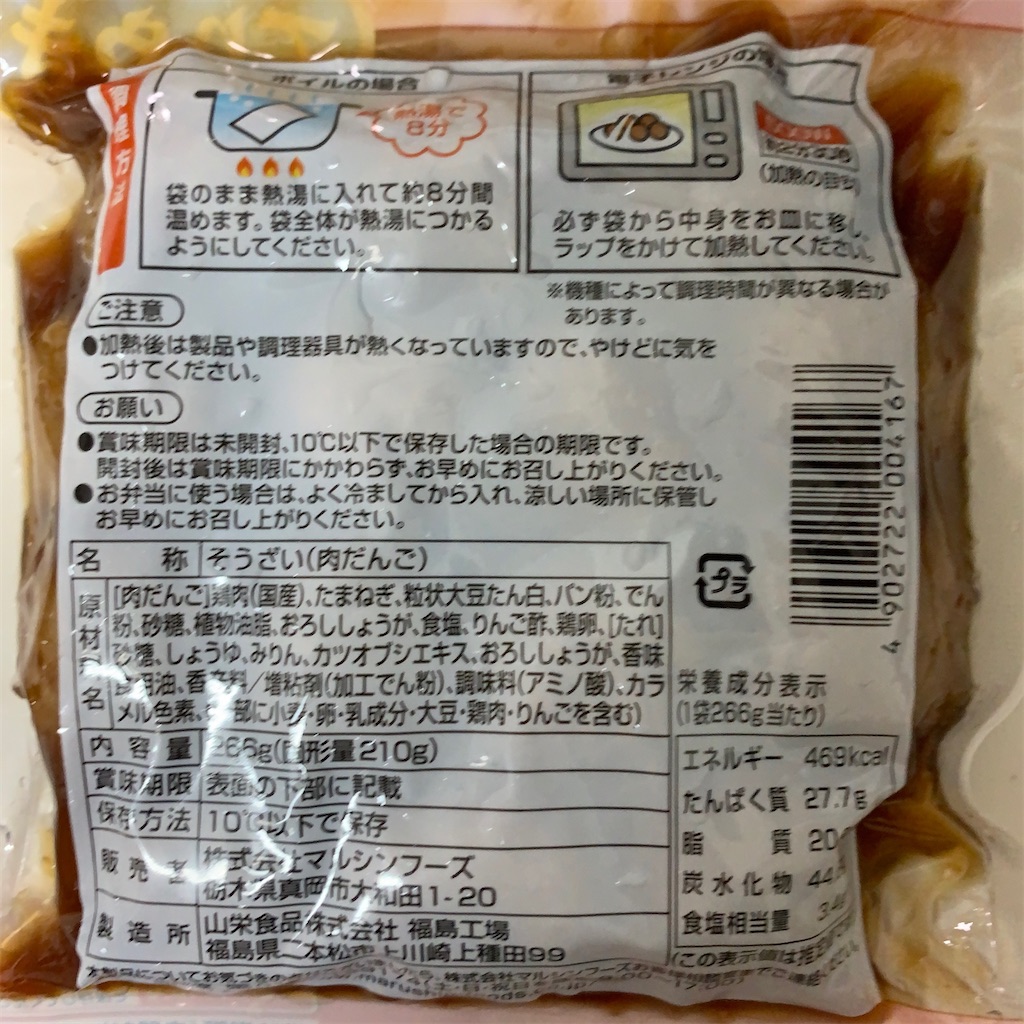 ボイルの場合
熱湯で
8分
袋のまま熱湯に入れて約8分間
温めます。袋全体が熱湯につかる
ようにしてください。
(加熱の目安)
必ず袋から中身をお皿に移し、
ラップをかけて加熱してください。
※機種によって調理時間が異なる場合が
あります。
ご注意
●加熱後は製品や調理器具が熱くなっていますので、やけどに気を
つけてください。
お願い
●賞味期限は未開封、10℃以下で保存した場合の期限です。
開封後は賞味期限にかかわらず、お早めにお召し上がりください。
●お弁当に使う場合は、よく冷ましてから入れ、涼しい場所に保管し
お早めにお召し上がりください。
4 902722 004167
プラ
名称 そうざい(肉だんご)
原材料名 [肉だんご]鶏肉(国産)、たまねぎ、粒状大豆たん白、パン粉、でん
粉、砂糖、植物油脂、おろししょうが、食塩、りんご酢、鶏卵、[たれ]
砂糖、しょうゆ、みりん、カツオブシエキス、おろししょうが、香味
食用油、香辛料/増粘剤(加工でん粉)、調味料(アミノ酸)、カラ
メル色素、(一部に小麦・卵・乳成分・大豆・鶏肉・りんごを含む)
内容量 266g(固形量210g)
賞味期限 表面の下部に記載
保存方法 10℃以下で保存
販売者 株式会社マルシンフーズ
栃木県真岡市大和田1-20
製造所 山栄食品株式会社 福島工場
福島県二本松市上川崎上種田99
栄養成分表示
(1袋266g当たり)
エネルギー 469kcal
たんぱく質 27.7g
脂質 20
炭水化物 44
食塩相当量 3.
(この表示値は